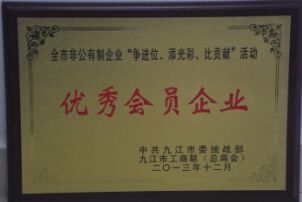 全市非公有制企业“争进位、添光彩、比贡献”活动
优秀会员企业
中共九江市委统战部
九江市工商联（总商会）
二〇一三年十二月